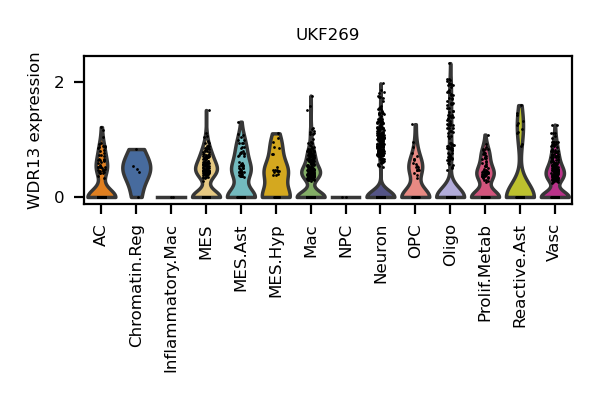 UKF269
WDR13 expression
2
0
AC
Chromatin.Reg
Inflammatory.Mac
MES
MES.Ast
MES.Hyp
Mac
NPC
Neuron
OPC
Oligo
Prolif.Metab
Reactive.Ast
Vasc